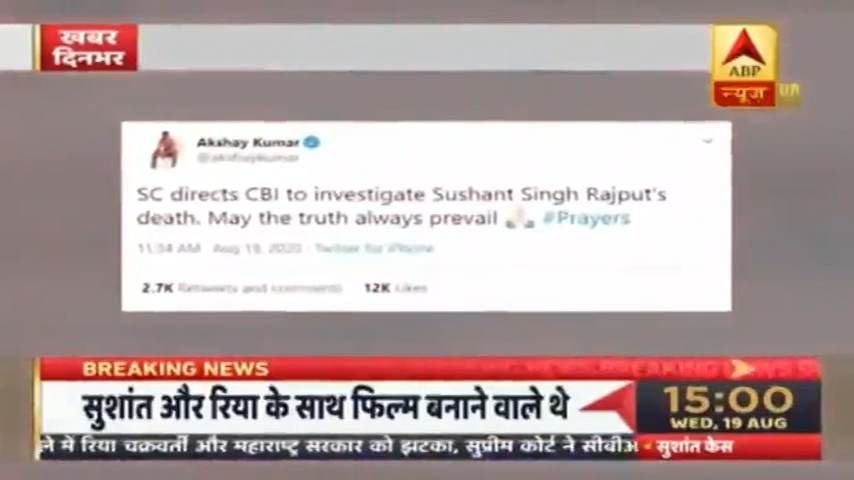 खबर
दिनभर
ABP
न्यूज़
Akshay Kumar
@akshaykumar
SC directs CBI to investigate Sushant Singh Rajput's
death. May the truth always prevail 🙏🏻 #Prayers
11:34 AM · Aug 19, 2020 · Twitter for iPhone
2.7K Retweets and comments 12K Likes
BREAKING NEWS
सुशांत और रिया के साथ फिल्म बनाने वाले थे
15:00
WED, 19 AUG
ले में रिया चक्रवर्ती और महाराष्ट्र सरकार को झटका, सुप्रीम कोर्ट ने सीबीअ
सुशांत केस